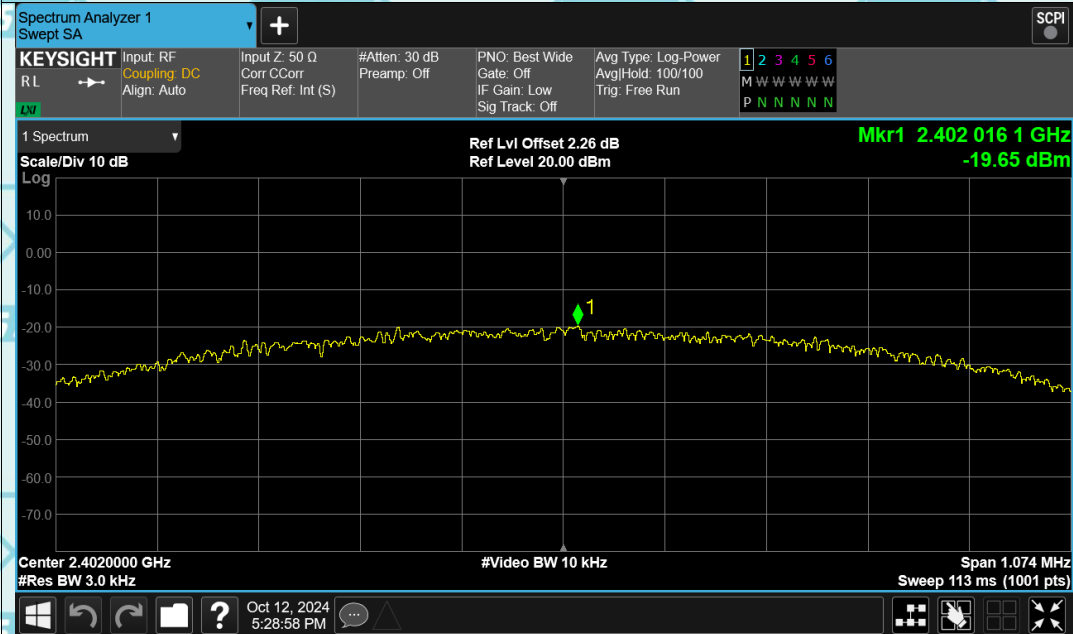 Spectrum Analyzer 1
Swept SA
+
SCPI
KEYSIGHT
RL
LXI
Input: RF
Coupling: DC
Align: Auto
Input Z: 50 Ω
Corr CCorr
Freq Ref: Int (S)
#Atten: 30 dB
Preamp: Off
PNO: Best Wide
Gate: Off
IF Gain: Low
Sig Track: Off
Avg Type: Log-Power
Avg|Hold: 100/100
Trig: Free Run
1 2 3 4 5 6
M W W W W W
P N N N N N
1 Spectrum
Scale/Div 10 dB
Ref Lvl Offset 2.26 dB
Ref Level 20.00 dBm
Mkr1 2.402 016 1 GHz
-19.65 dBm
Log
10.0
0.00
-10.0
-20.0
-30.0
-40.0
-50.0
-60.0
-70.0
1
Center 2.4020000 GHz
#Res BW 3.0 kHz
#Video BW 10 kHz
Span 1.074 MHz
Sweep 113 ms (1001 pts)
?
Oct 12, 2024
5:28:58 PM